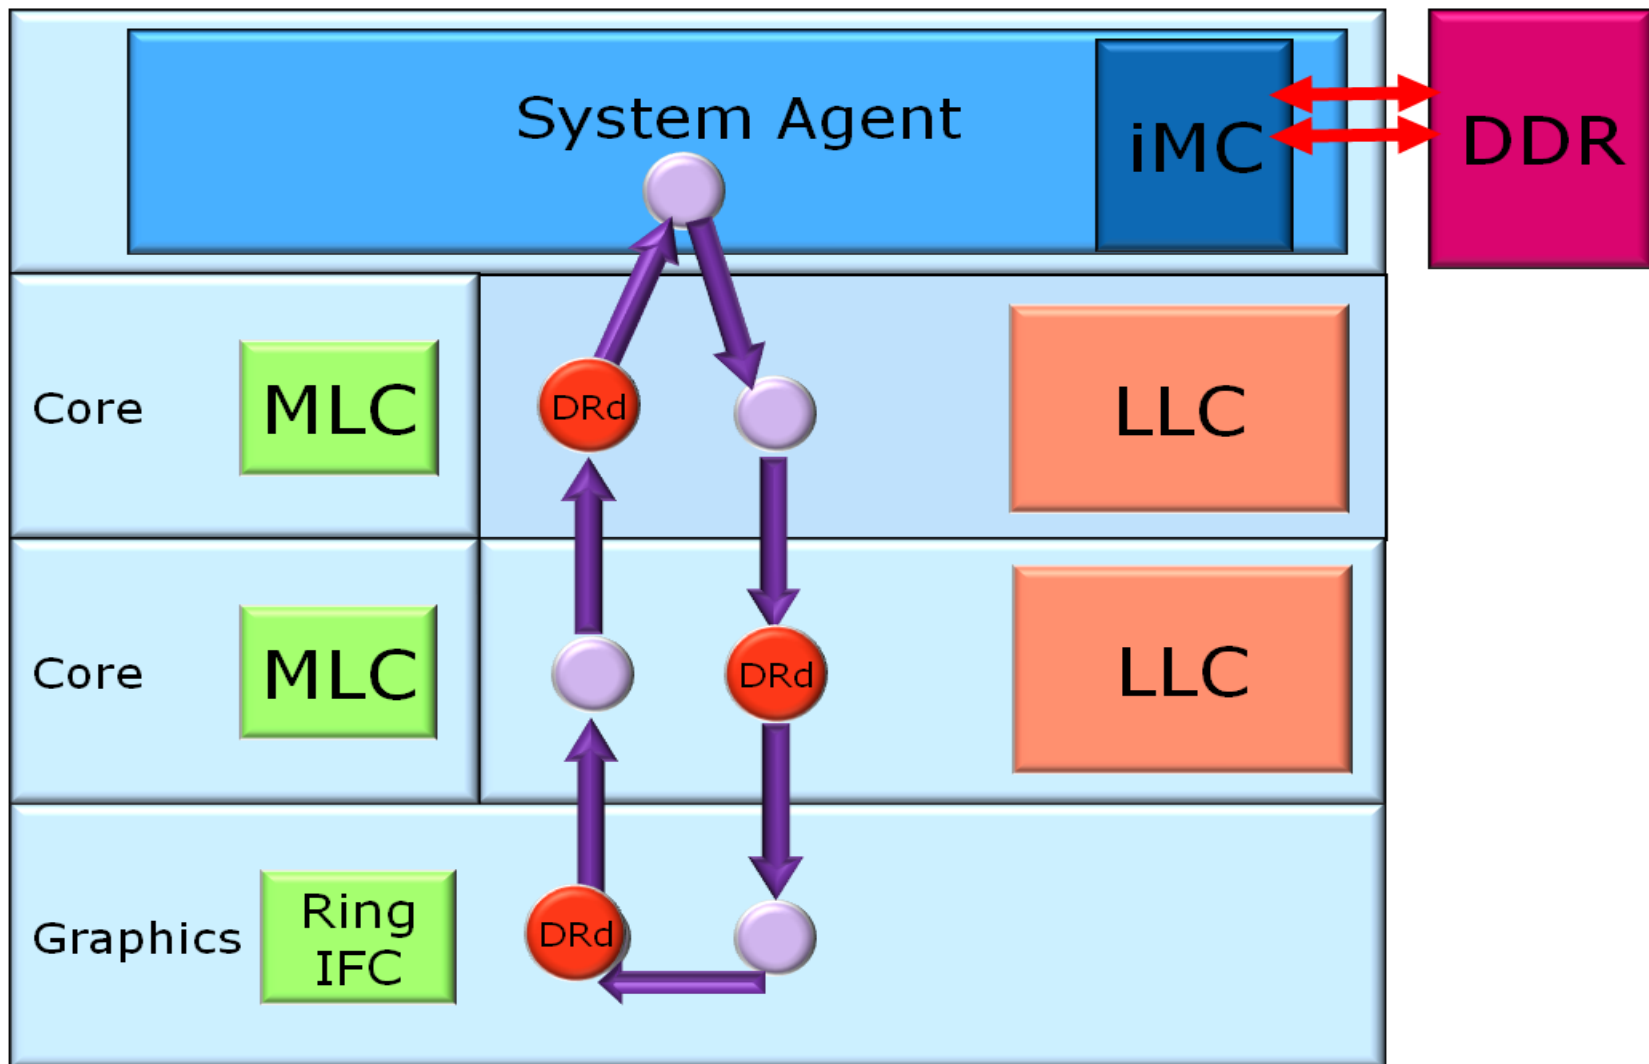 System Agent
iMC
DDR
Core
MLC
DRd
LLC
Core
MLC
DRd
LLC
Graphics
Ring
IFC
DRd